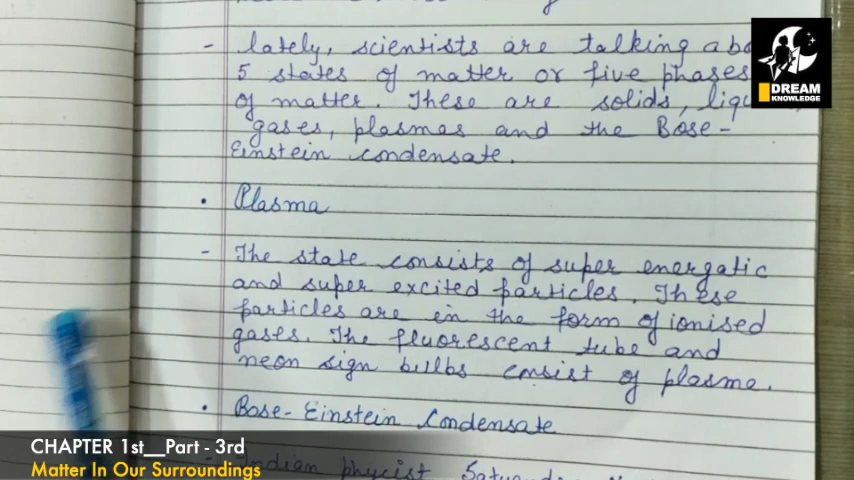 - lately, scientists are talking
5 states of matter or five phases
of matter. These are solids,
gases, plasmas and the Bose-
Einstein condensate.
• Plasma
- The state consists of super energatic
and super excited particles. These
particles are in the form of ionised
gases. The fluorescent tube and
neon sign bulbs consist of plasma.
• Bose-Einstein Condensate
Indian phycist
DREAM
KNOWLEDGE
CHAPTER 1st__Part - 3rd
Matter In Our Surroundings